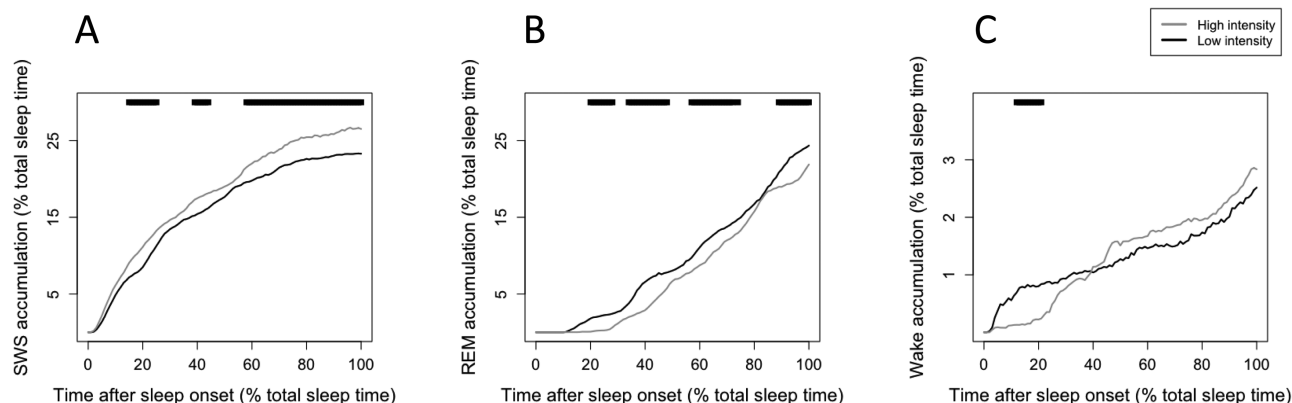 A
B
C
High intensity
Low intensity
SWS accumulation (% total sleep time)
5
15
25
0
20
40
60
80
100
Time after sleep onset (% total sleep time)
REM accumulation (% total sleep time)
5
15
25
0
20
40
60
80
100
Time after sleep onset (% total sleep time)
Wake accumulation (% total sleep time)
1
2
3
0
20
40
60
80
100
Time after sleep onset (% total sleep time)